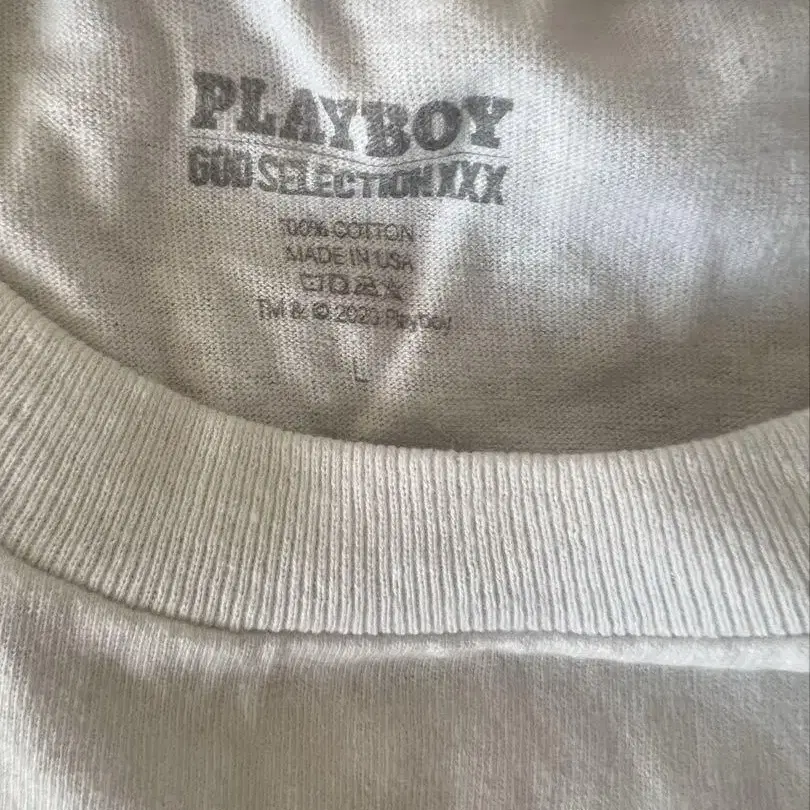 PLAYBOY
GOD SELECTION XXX
100% COTTON
MADE IN USA
TM & © 2020 Playboy
L